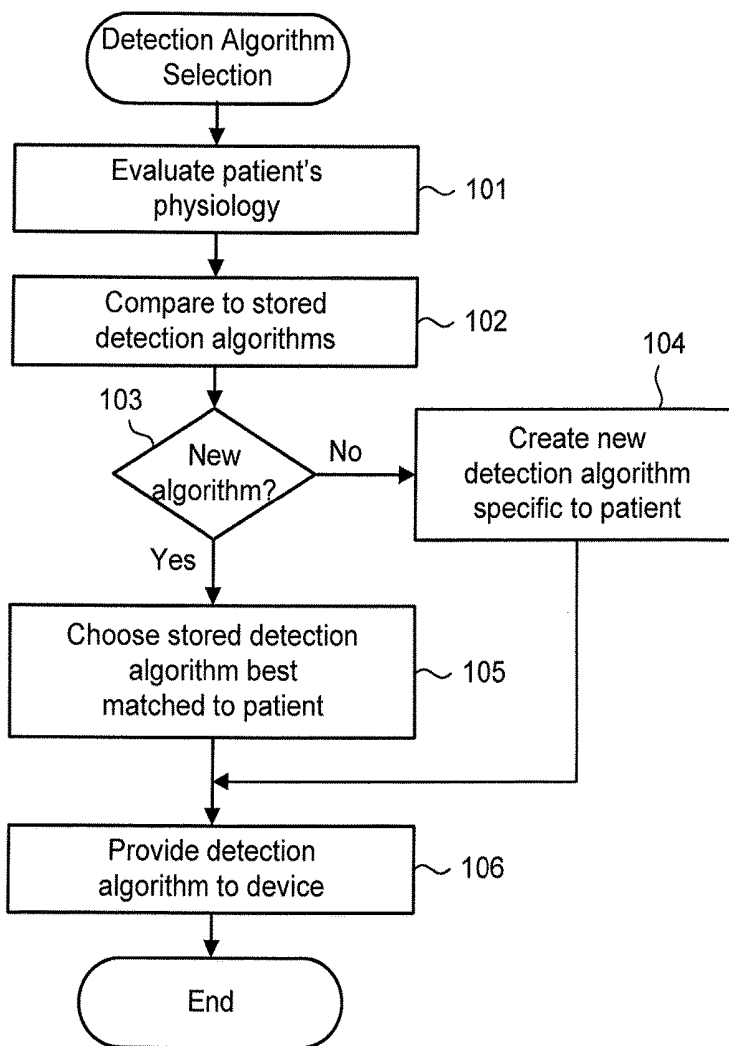 Detection Algorithm
Selection
Evaluate patient's
physiology
101
Compare to stored
detection algorithms
102
103
New
algorithm?
No
Yes
104
Create new
detection algorithm
specific to patient
Choose stored detection
algorithm best
matched to patient
105
Provide detection
algorithm to device
106
End